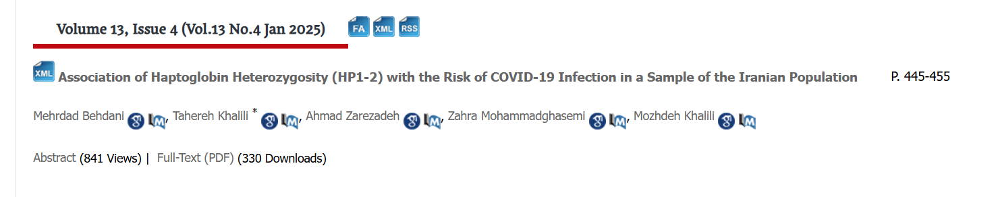 Volume 13, Issue 4 (Vol.13 No.4 Jan 2025) FA XML RSS
XML Association of Haptoglobin Heterozygosity (HP1-2) with the Risk of COVID-19 Infection in a Sample of the Iranian Population P. 445-455
Mehrdad Behdani , Tahereh Khalili * , Ahmad Zarezadeh , Zahra Mohammadghasemi , Mozhdeh Khalili
Abstract (841 Views) | Full-Text (PDF) (330 Downloads)